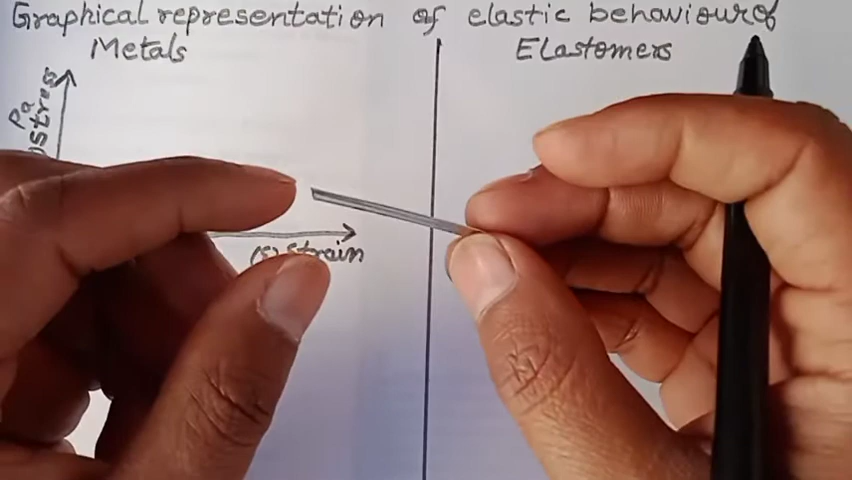 Graphical representation of elastic behaviour of
Metals
Elastomers
Pa
stress
(S) strain